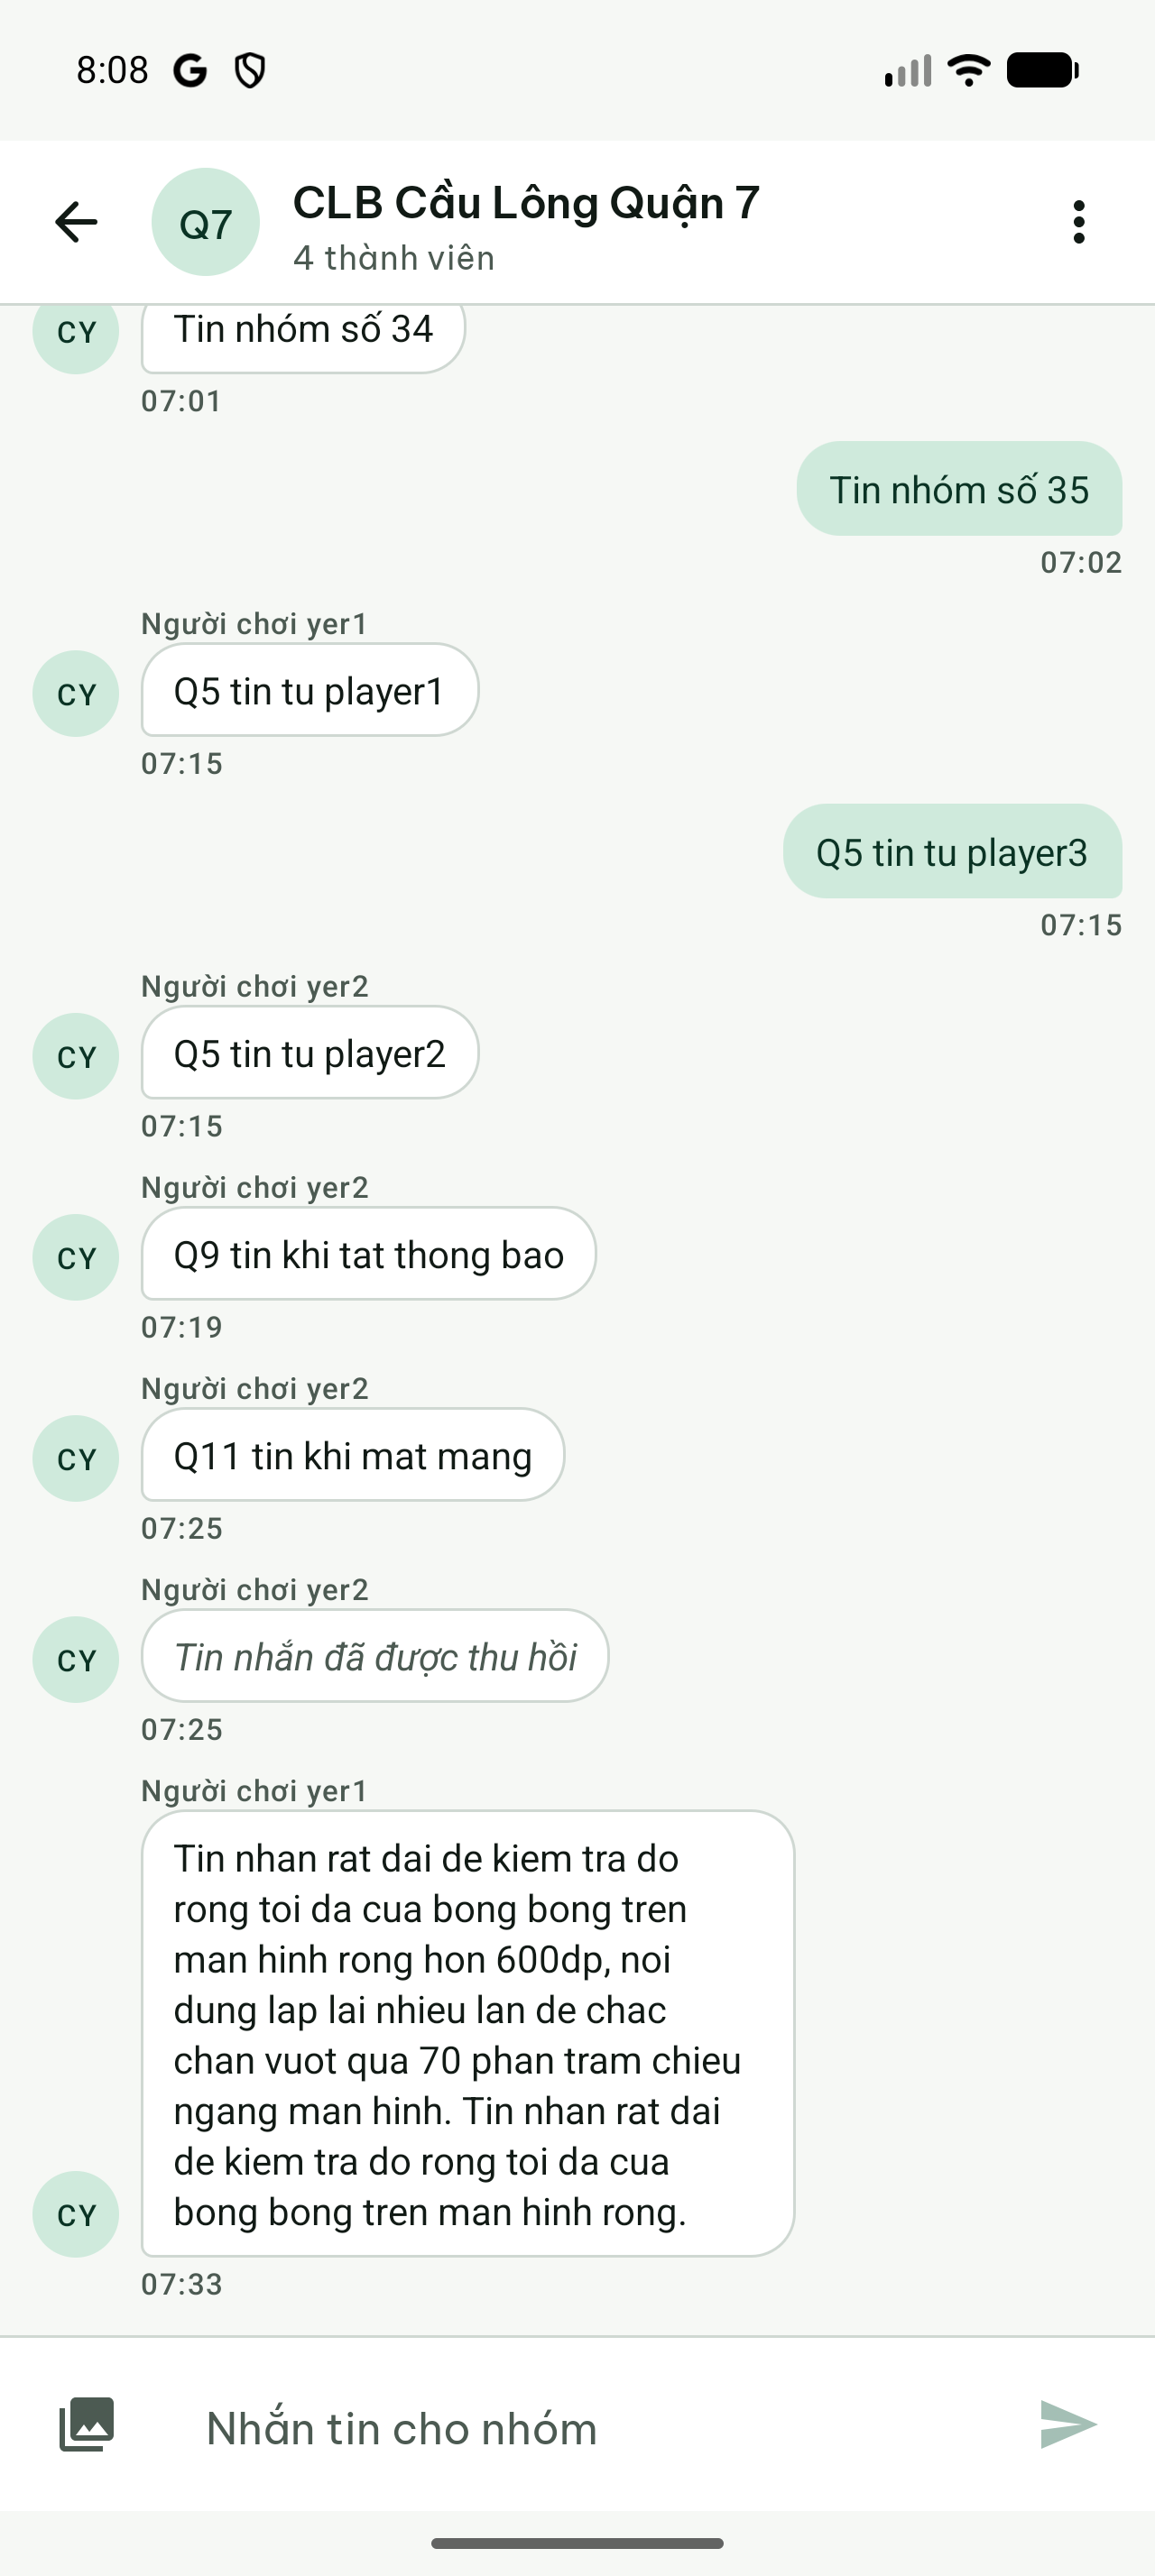 8:08
Q7
CLB Cầu Lông Quận 7
4 thành viên
CY
Tin nhóm số 34
07:01
Tin nhóm số 35
07:02
Người chơi yer1
CY
Q5 tin tu player1
07:15
Q5 tin tu player3
07:15
Người chơi yer2
CY
Q5 tin tu player2
07:15
Người chơi yer2
CY
Q9 tin khi tat thong bao
07:19
Người chơi yer2
CY
Q11 tin khi mat mang
07:25
Người chơi yer2
CY
Tin nhắn đã được thu hồi
07:25
Người chơi yer1
Tin nhan rat dai de kiem tra do
rong toi da cua bong bong tren
man hinh rong hon 600dp, noi
dung lap lai nhieu lan de chac
chan vuot qua 70 phan tram chieu
ngang man hinh. Tin nhan rat dai
de kiem tra do rong toi da cua
bong bong tren man hinh rong.
CY
07:33
Nhắn tin cho nhóm